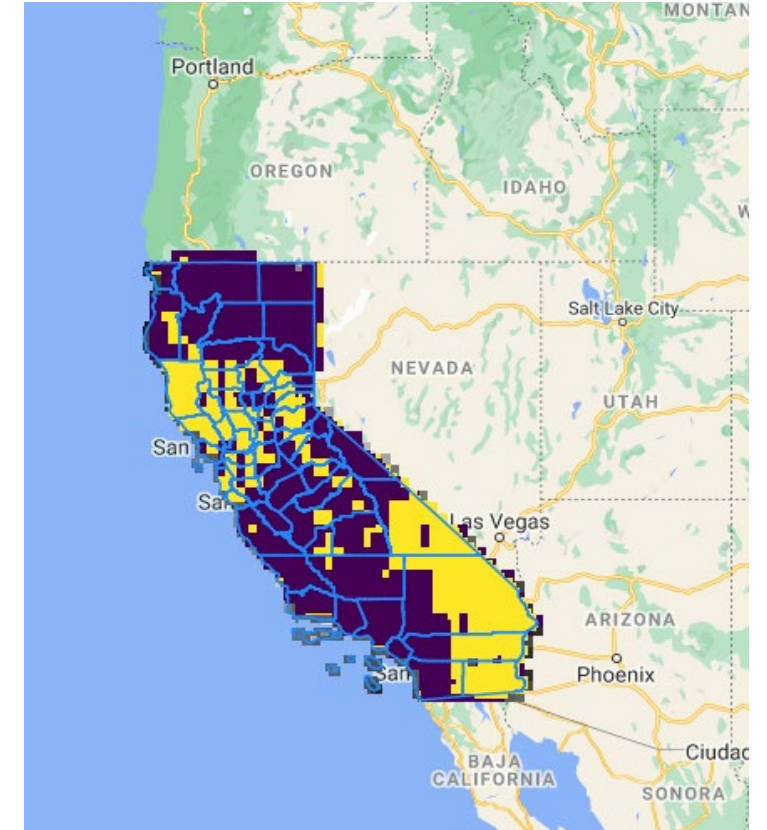 MONTAN
Portland
OREGON
IDAHO
W
Salt Lake City
NEVADA
UTAH
San
San
Las Vegas
ARIZONA
Phoenix
San
Ciudad
BAJA
CALIFORNIA
SONORA